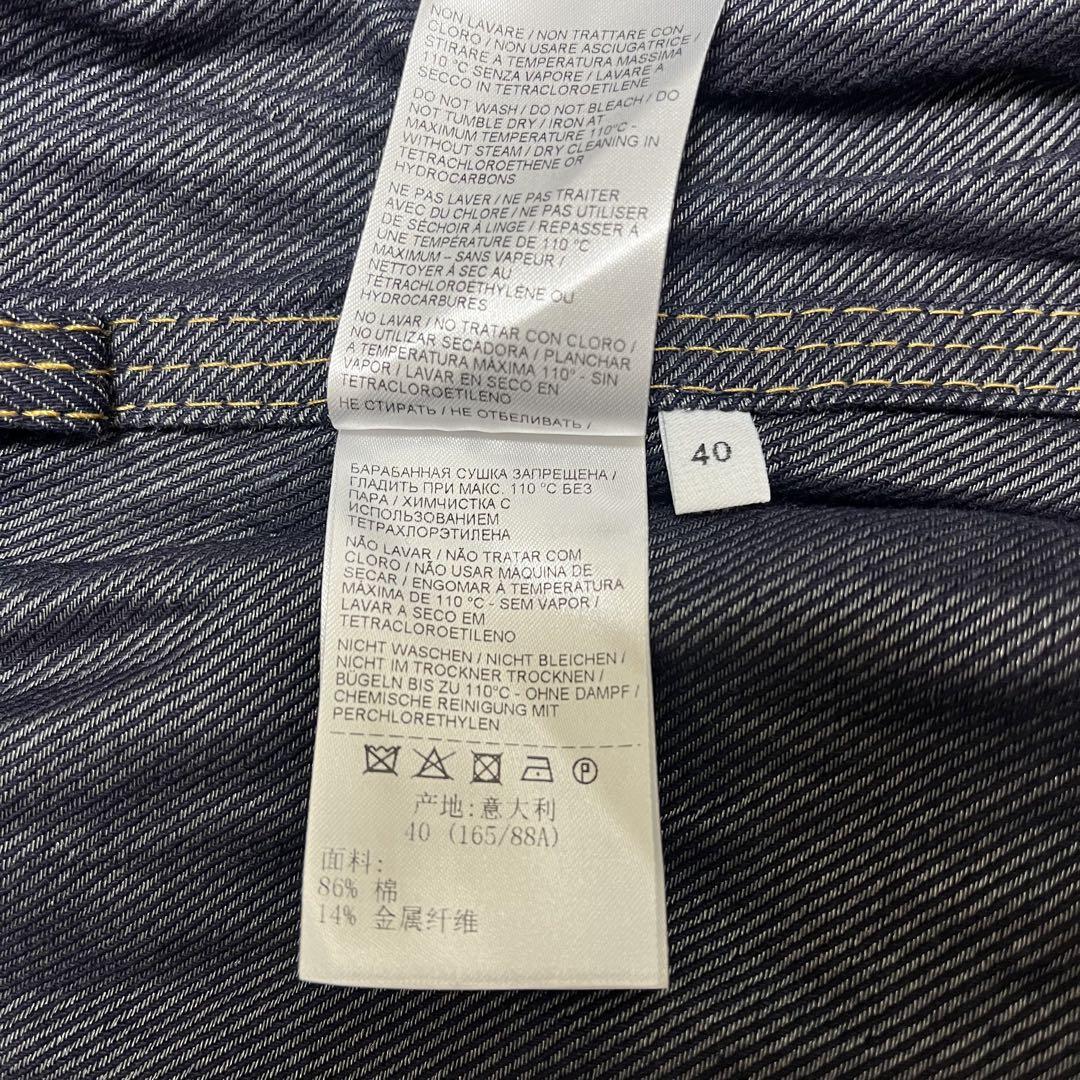 NON LAVARE / NON TRATTARE CON
CLORO / NON USARE ASCIUGATRICE /
STIRARE A TEMPERATURA MASSIMA
110 °C SENZA VAPORE / LAVARE A
SECCO IN TETRACLOROETILENE
DO NOT WASH / DO NOT BLEACH / DO
NOT TUMBLE DRY / IRON AT
MAXIMUM TEMPERATURE 110°C -
WITHOUT STEAM / DRY CLEANING IN
TETRACHLOROETHENE OR
HYDROCARBONS
NE PAS LAVER / NE PAS TRAITER
AVEC DU CHLORE / NE PAS UTILISER
DE SÉCHOIR À LINGE / REPASSER À
UNE TEMPÉRATURE DE 110 °C
MAXIMUM – SANS VAPEUR /
NETTOYER À SEC AU
TÉTRACHLOROÉTHYLÈNE OU
HYDROCARBURES
NO LAVAR / NO TRATAR CON CLORO /
NO UTILIZAR SECADORA / PLANCHAR
A TEMPERATURA MÁXIMA 110° - SIN
VAPOR / LAVAR EN SECO EN
TETRACLOROETILENO
НЕ СТИРАТЬ / НЕ ОТБЕЛИВАТЬ /
40
БАРАБАННАЯ СУШКА ЗАПРЕЩЕНА /
ГЛАДИТЬ ПРИ МАКС. 110 °C БЕЗ
ПАРА / ХИМЧИСТКА С
ИСПОЛЬЗОВАНИЕМ
ТЕТРАХЛОРЭТИЛЕНА
NÃO LAVAR / NÃO TRATAR COM
CLORO / NÃO USAR MÁQUINA DE
SECAR / ENGOMAR À TEMPERATURA
MÁXIMA DE 110 °C - SEM VAPOR /
LAVAR A SECO EM
TETRACLOROETILENO
NICHT WASCHEN / NICHT BLEICHEN /
NICHT IM TROCKNER TROCKNEN /
BÜGELN BIS ZU 110°C - OHNE DAMPF /
CHEMISCHE REINIGUNG MIT
PERCHLORETHYLEN
P
产地:意大利
40 (165/88A)
面料:
86% 棉
14% 金属纤维